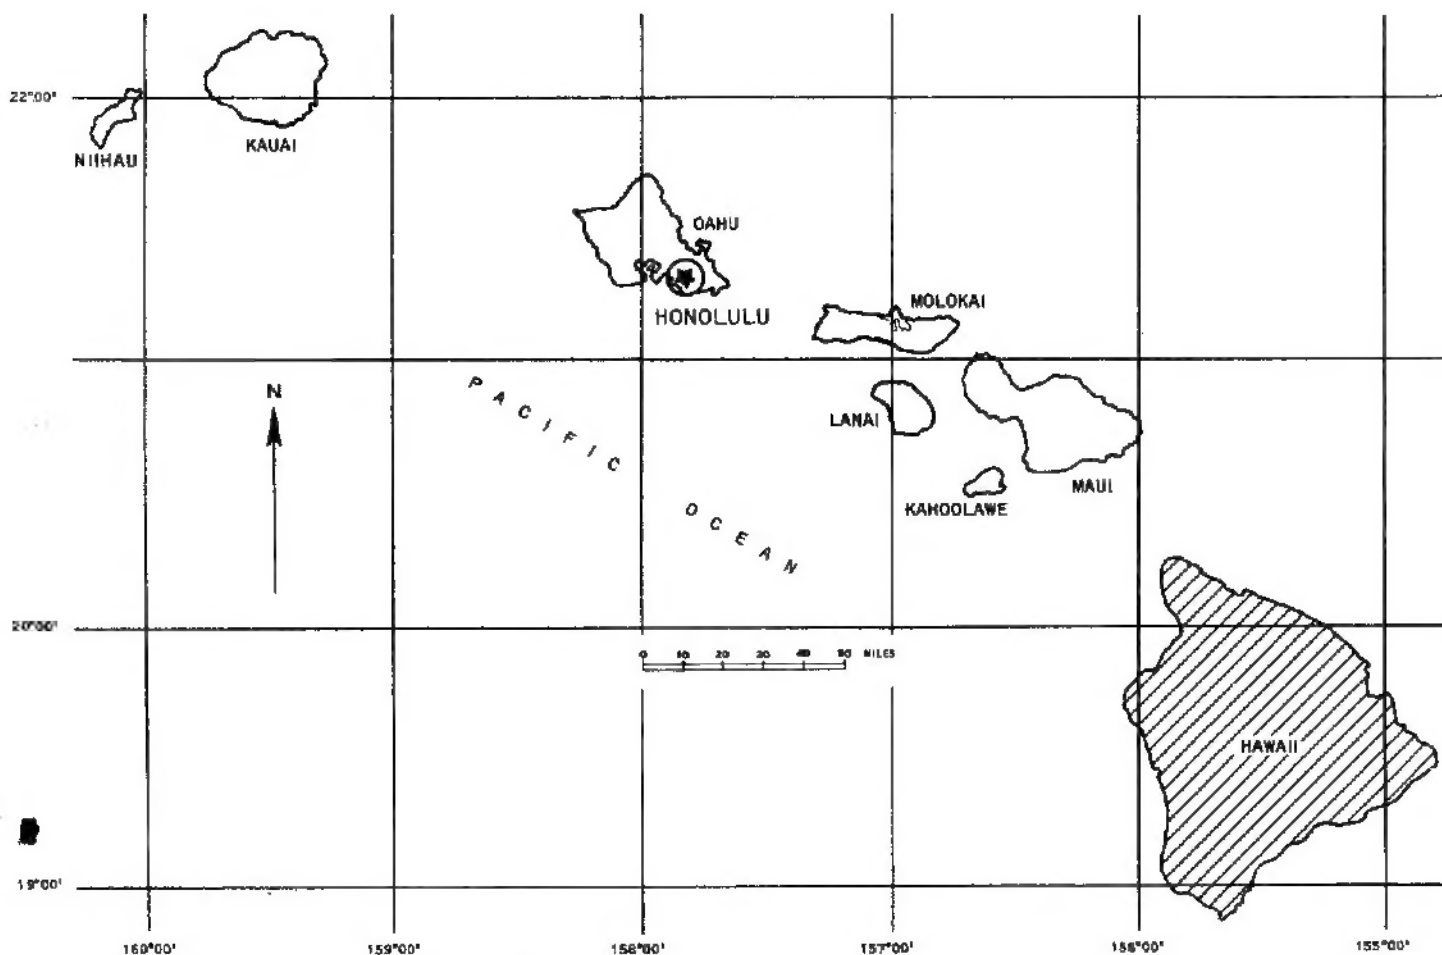 22°00'
NIIHAU
KAUAI
OAHU
HONOLULU
MOLOKAI
N
PACIFIC
LANAI
MAUI
KAHOOLAWE
OCEAN
20°00'
0 10 20 30 40 50 MILES
HAWAII
19°00'
160°00' 159°00' 158°00' 157°00' 156°00' 155°00'